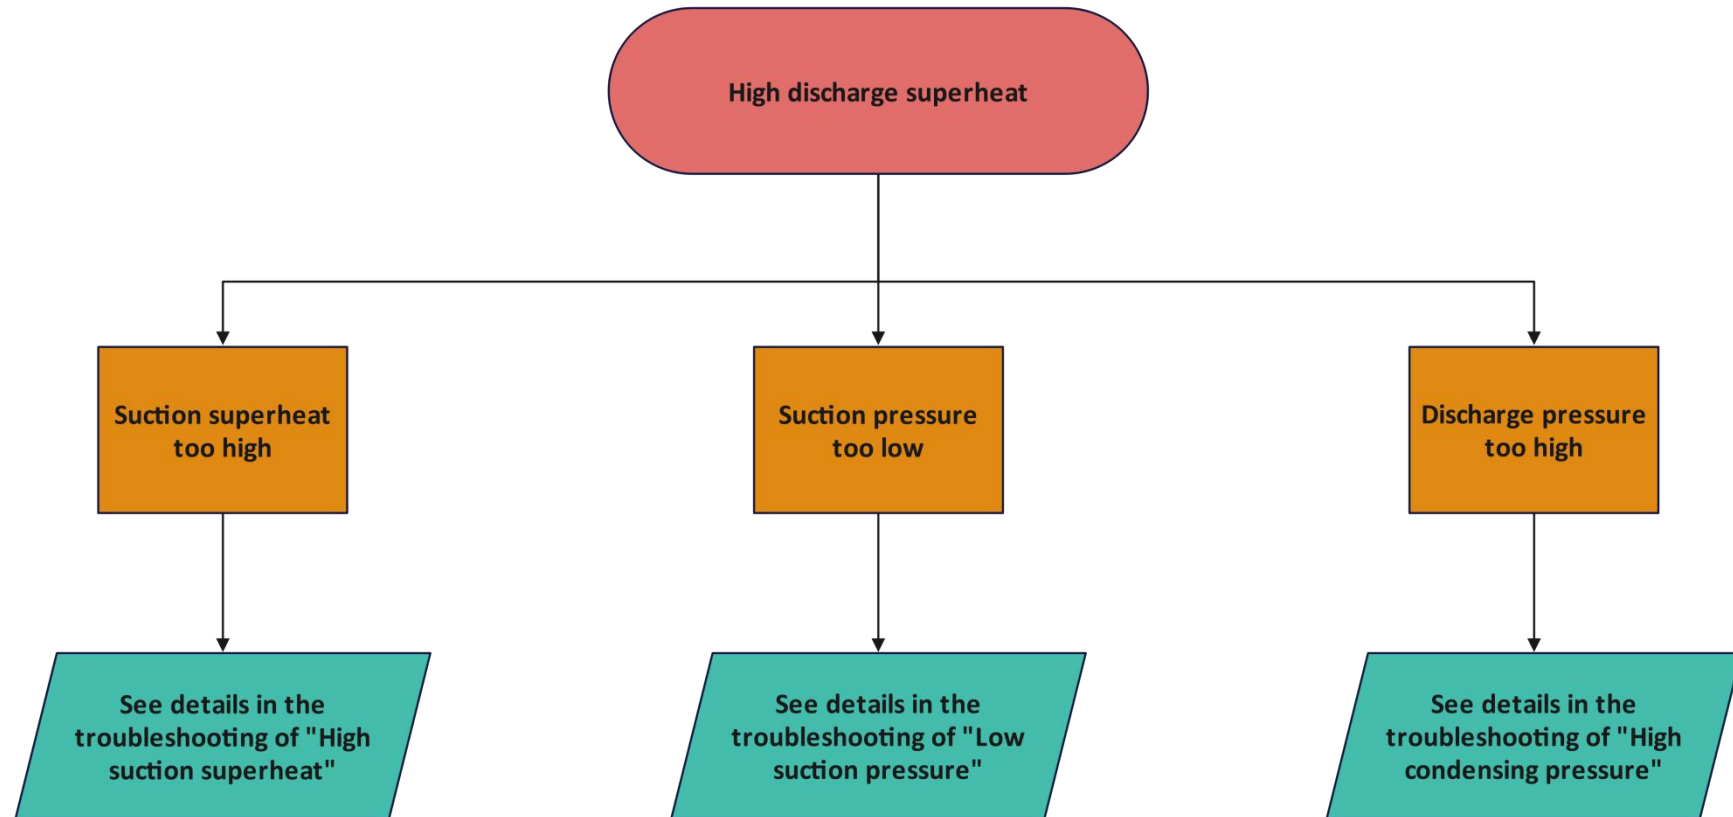 High discharge superheat
Suction superheat
too high
Suction pressure
too low
Discharge pressure
too high
See details in the
troubleshooting of "High
suction superheat"
See details in the
troubleshooting of "Low
suction pressure"
See details in the
troubleshooting of "High
condensing pressure"